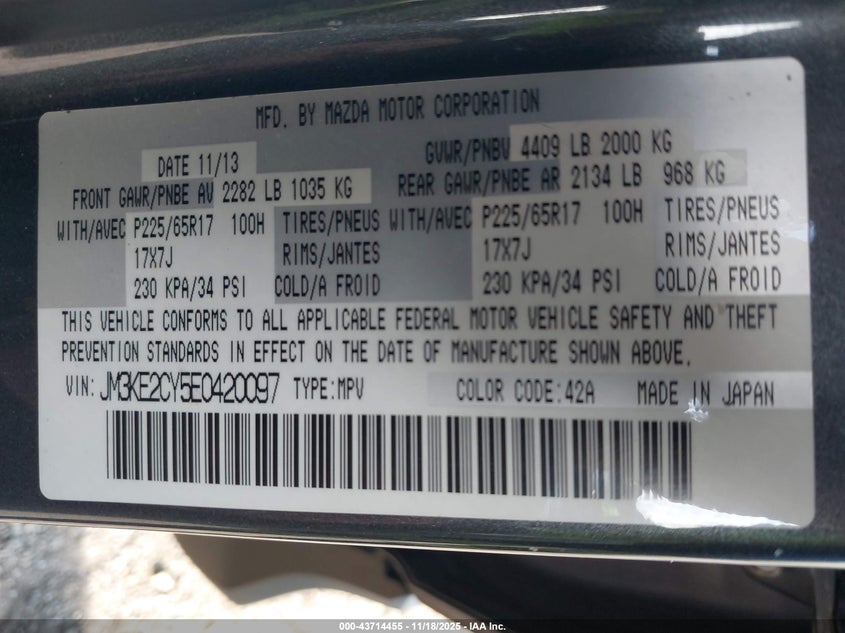 MFD. BY MAZDA MOTOR CORPORATION
DATE 11/13 GVWR/PNBV 4409 LB 2000 KG
FRONT GAWR/PNBE AV 2282 LB 1035 KG REAR GAWR/PNBE AR 2134 LB 968 KG
WITH/AVEC P225/65R17 100H TIRES/PNEUS WITH/AVEC P225/65R17 100H TIRES/PNEUS
17X7J RIMS/JANTES 17X7J RIMS/JANTES
230 KPA/34 PSI COLD/A FROID 230 KPA/34 PSI COLD/A FROID
THIS VEHICLE CONFORMS TO ALL APPLICABLE FEDERAL MOTOR VEHICLE SAFETY AND THEFT
PREVENTION STANDARDS IN EFFECT ON THE DATE OF MANUFACTURE SHOWN ABOVE.
VIN: JM3KE2CY5E0420097 TYPE:MPV COLOR CODE:42A MADE IN JAPAN
000-43714455 - 11/18/2025 - IAA, Inc.